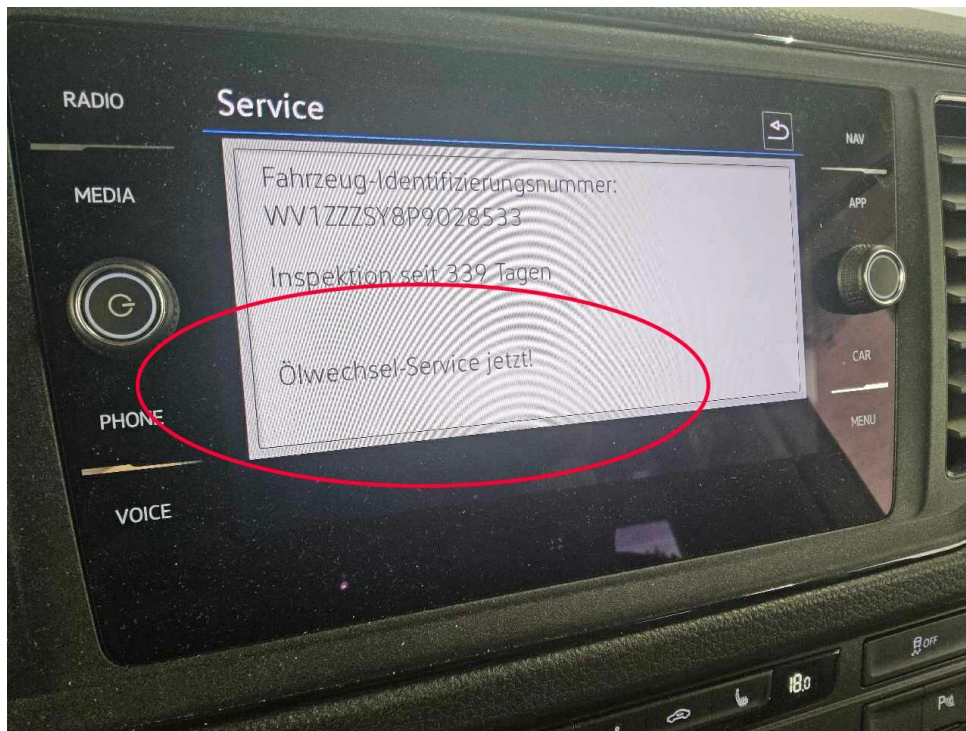 RADIO
MEDIA
PHONE
VOICE
Service
Fahrzeug-Identifizierungsnummer:
WV1ZZZSY8P9028533
Inspektion seit 339 Tagen
Ölwechsel-Service jetzt!
NAV
APP
CAR
MENU
OFF
18.0